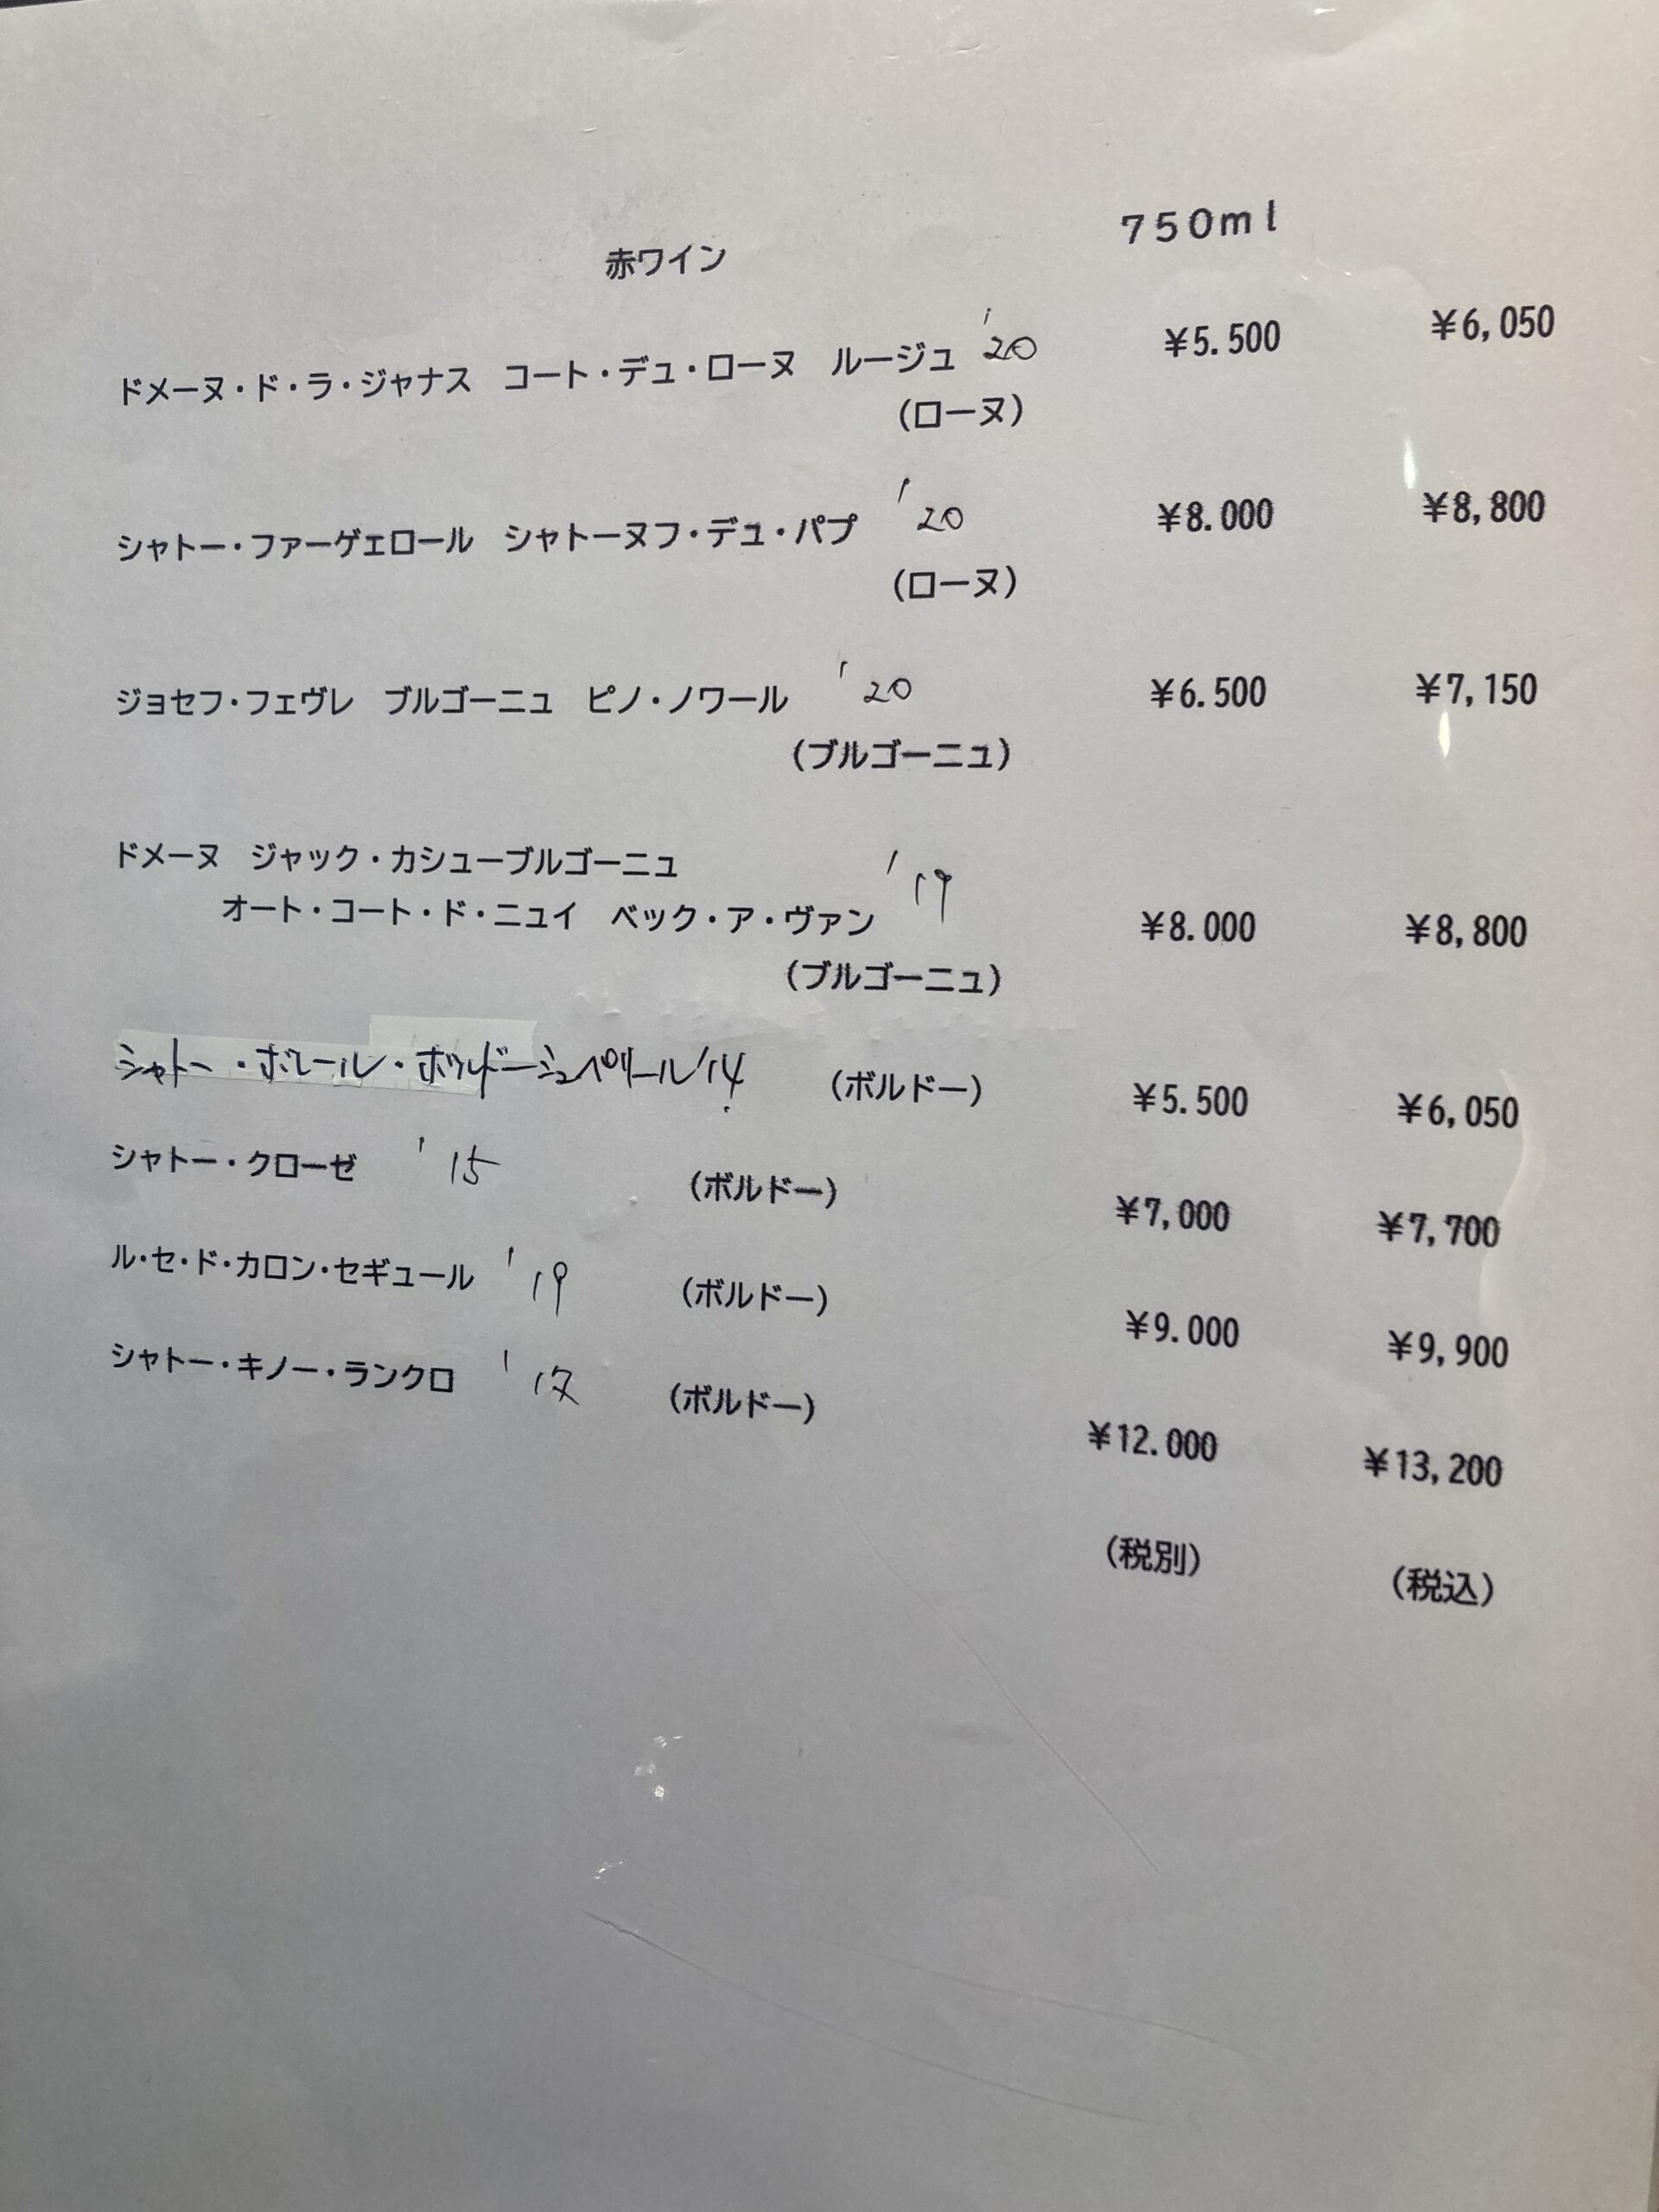 赤ワイン 750ml
ドメーヌ・ド・ラ・ジャナス コート・デュ・ローヌ ルージュ '20 ¥5.500 ¥6,050
(ローヌ)
シャトー・ファーゲェロール シャトーヌフ・デュ・パプ '20 ¥8.000 ¥8,800
(ローヌ)
ジョセフ・フェヴレ ブルゴーニュ ピノ・ノワール '20 ¥6.500 ¥7,150
(ブルゴーニュ)
ドメーヌ ジャック・カシューブルゴーニュ
オート・コート・ド・ニュイ ベック・ア・ヴァン '19 ¥8.000 ¥8,800
(ブルゴーニュ)
シャトー・ボレール・ボルドーシュペリール'14 (ボルドー) ¥5.500 ¥6,050
シャトー・クローゼ '15 (ボルドー) ¥7,000 ¥7,700
ル・セ・ド・カロン・セギュール '19 (ボルドー) ¥9.000 ¥9,900
シャトー・キノー・ランクロ '17 (ボルドー) ¥12.000 ¥13,200
(税別) (税込)